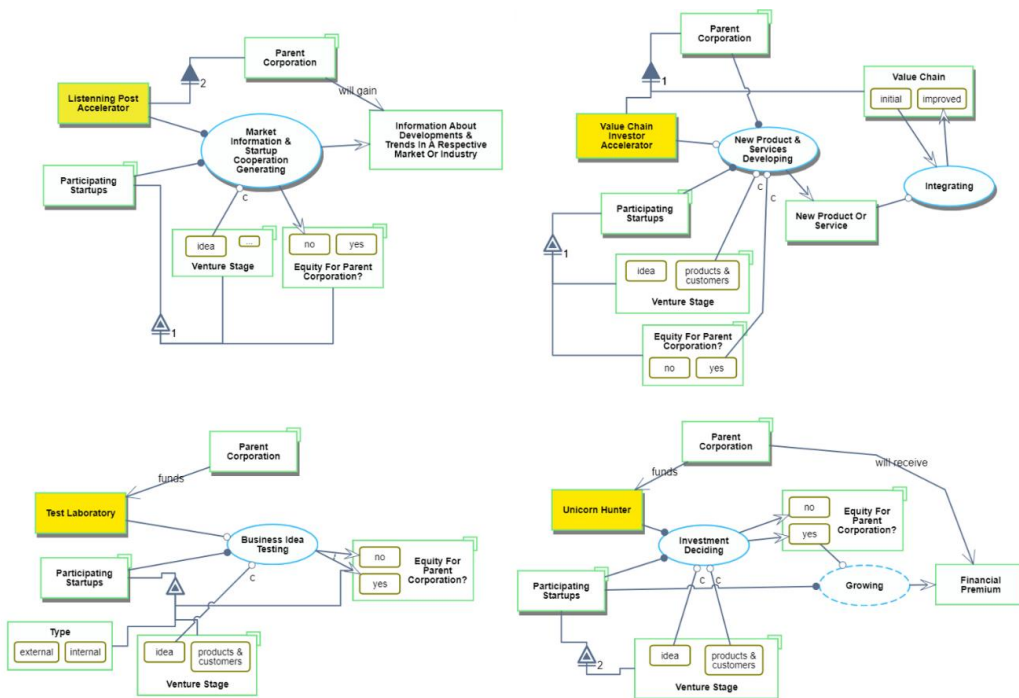 Parent
Corporation
2
will gain
Listenning Post
Accelerator
Market
Information &
Startup
Cooperation
Generating
Information About
Developments &
Trends In A Respective
Market Or Industry
Participating
Startups
c
idea
...
Venture Stage
no
yes
Equity For Parent
Corporation?
1
Parent
Corporation
1
Value Chain
initial
improved
Value Chain
Investor
Accelerator
New Product &
Services
Developing
Integrating
c
c
Participating
Startups
New Product Or
Service
1
idea
products &
customers
Venture Stage
Equity For Parent
Corporation?
no
yes
Parent
Corporation
funds
Test Laboratory
Business Idea
Testing
no
yes
Equity For
Parent
Corporation?
Participating
Startups
c
Type
external
internal
idea
products &
customers
Venture Stage
Parent
Corporation
funds
will receive
Unicorn Hunter
Investment
Deciding
no
yes
Equity For
Parent
Corporation?
c
c
Participating
Startups
Growing
Financial
Premium
2
idea
products &
customers
Venture Stage